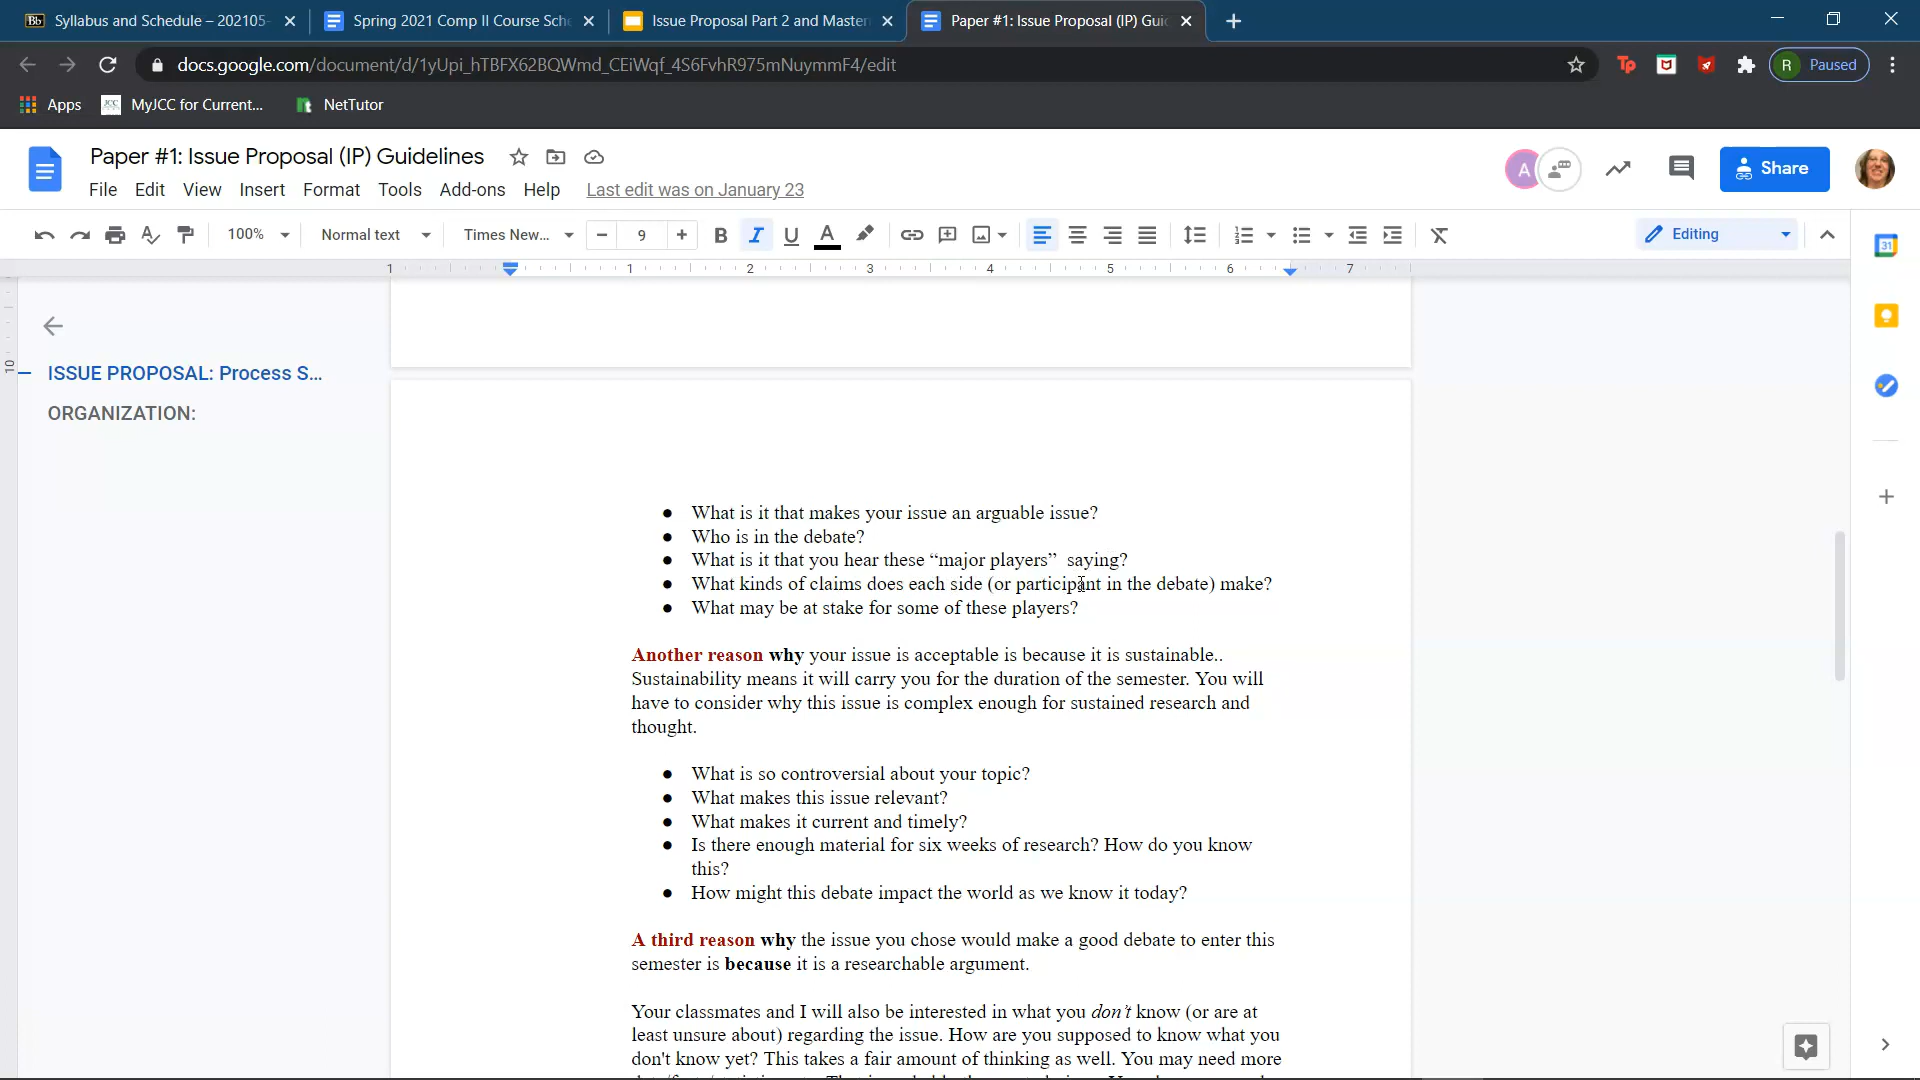 Bb Syllabus and Schedule – 202105-
Spring 2021 Comp II Course Sche
Issue Proposal Part 2 and Master
Paper #1: Issue Proposal (IP) Guid
docs.google.com/document/d/1yUpi_hTBFX62BQWmd_CEiWqf_4S6FvhR975mNuymmF4/edit
Tp
R Paused
Apps
JCC MyJCC for Current...
NetTutor
Paper #1: Issue Proposal (IP) Guidelines
A
Share
File Edit View Insert Format Tools Add-ons Help Last edit was on January 23
100% Normal text Times New... 9 B I U A Editing
31
1 1 2 3 4 5 6 7
10
ISSUE PROPOSAL: Process S...
ORGANIZATION:
● What is it that makes your issue an arguable issue?
● Who is in the debate?
● What is it that you hear these “major players”  saying?
● What kinds of claims does each side (or participant in the debate) make?
● What may be at stake for some of these players?
Another reason why your issue is acceptable is because it is sustainable..
Sustainability means it will carry you for the duration of the semester. You will
have to consider why this issue is complex enough for sustained research and
thought.
● What is so controversial about your topic?
● What makes this issue relevant?
● What makes it current and timely?
● Is there enough material for six weeks of research? How do you know
this?
● How might this debate impact the world as we know it today?
A third reason why the issue you chose would make a good debate to enter this
semester is because it is a researchable argument.
Your classmates and I will also be interested in what you don't know (or are at
least unsure about) regarding the issue. How are you supposed to know what you
don't know yet? This takes a fair amount of thinking as well. You may need more